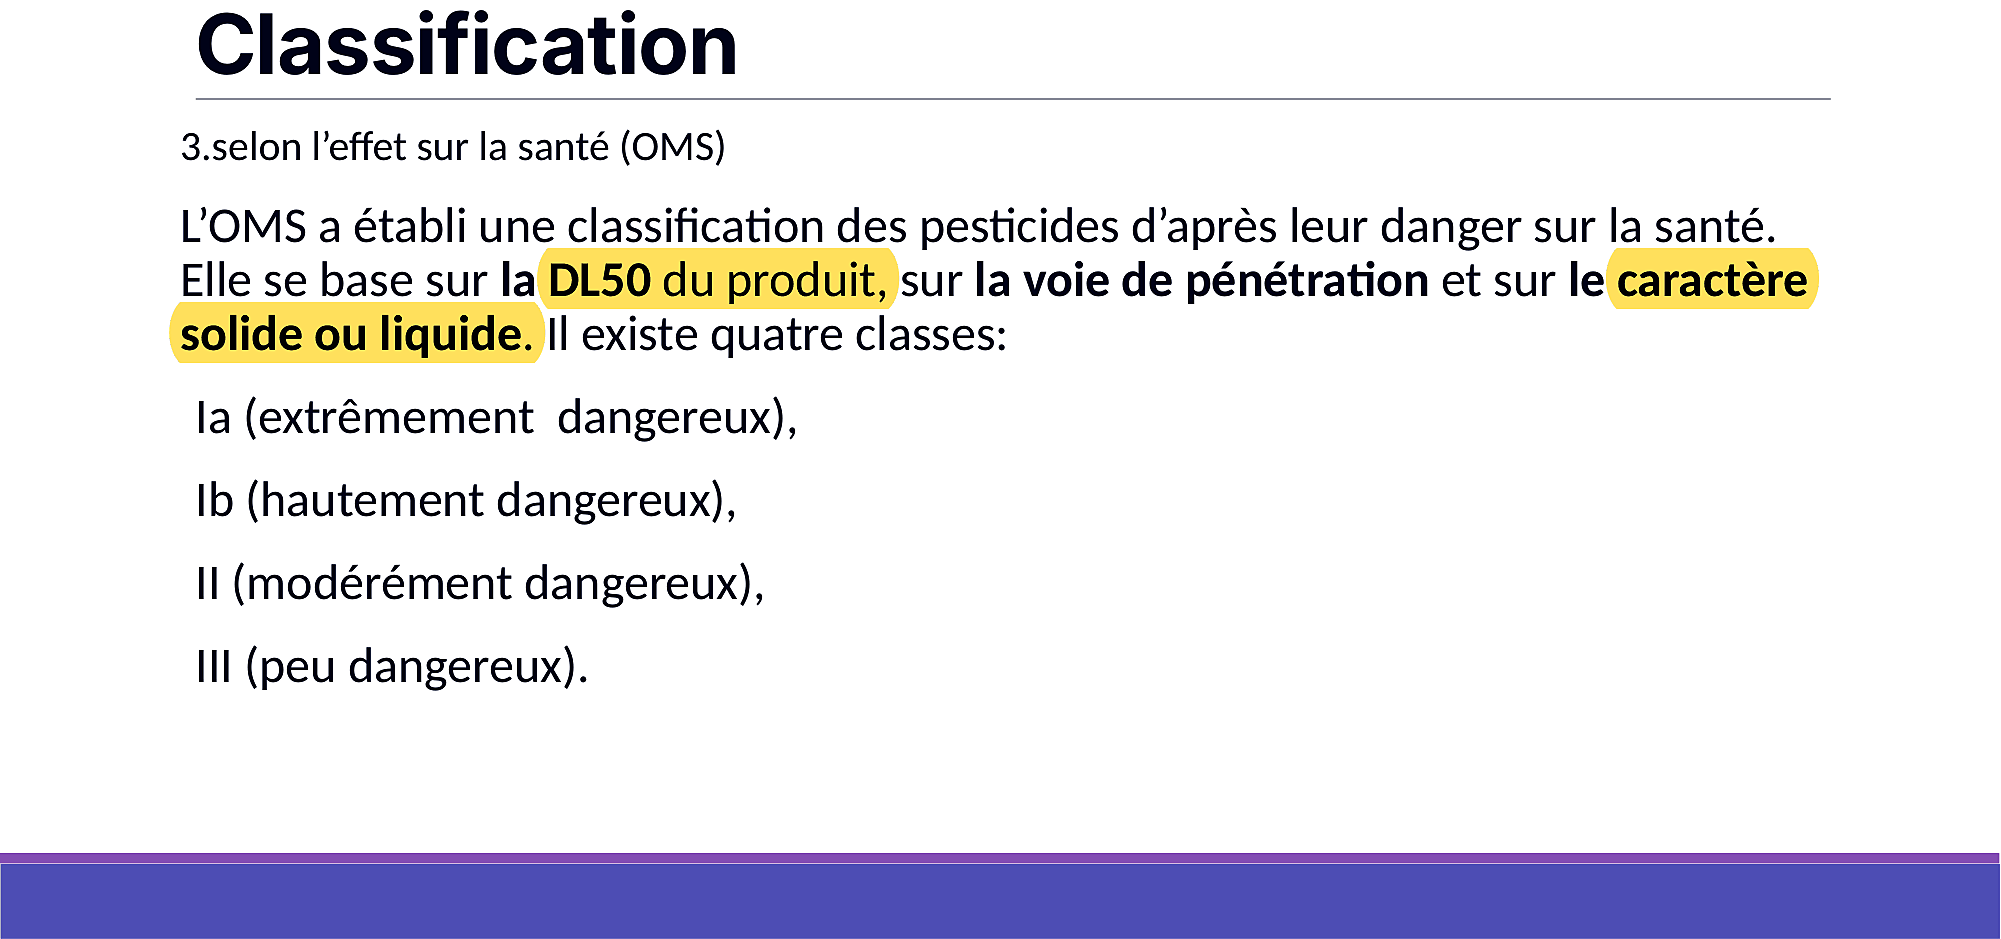 Classification
3.selon l’effet sur la santé (OMS)
L’OMS a établi une classification des pesticides d’après leur danger sur la santé.
Elle se base sur la DL50 du produit, sur la voie de pénétration et sur le caractère
solide ou liquide. Il existe quatre classes:
Ia (extrêmement  dangereux),
Ib (hautement dangereux),
II (modérément dangereux),
III (peu dangereux).